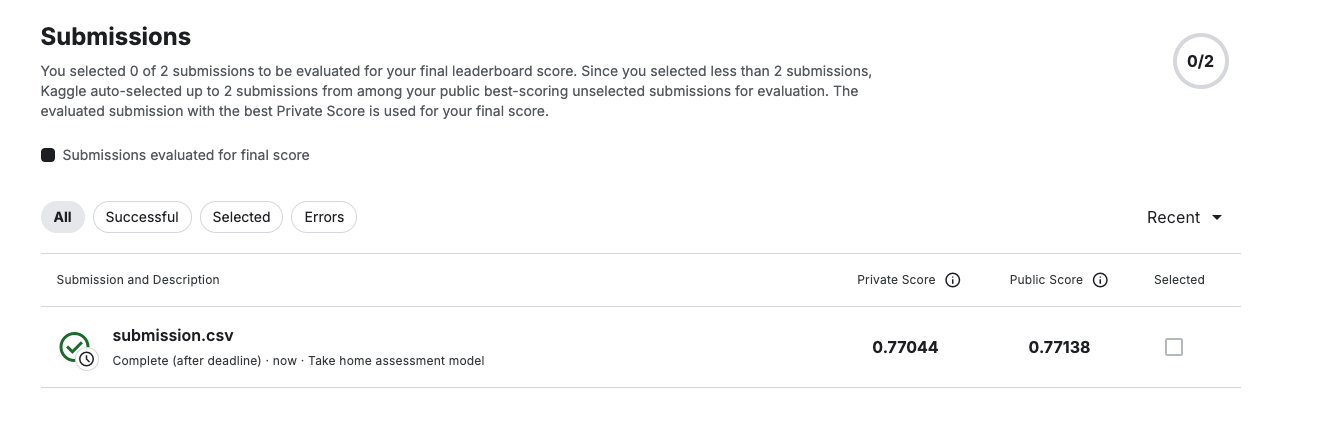 Submissions
0/2
You selected 0 of 2 submissions to be evaluated for your final leaderboard score. Since you selected less than 2 submissions,
Kaggle auto-selected up to 2 submissions from among your public best-scoring unselected submissions for evaluation. The
evaluated submission with the best Private Score is used for your final score.
Submissions evaluated for final score
All Successful Selected Errors Recent
Submission and Description Private Score Public Score Selected
submission.csv
0.77044 0.77138
Complete (after deadline) · now · Take home assessment model